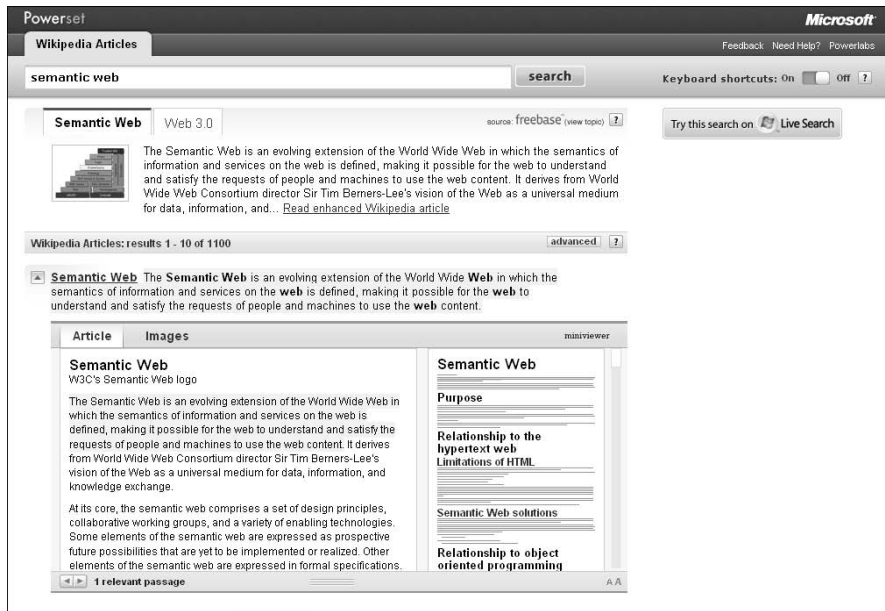 Powerset
Microsoft
Wikipedia Articles
Feedback Need Help? Powerlabs
semantic web
search
Keyboard shortcuts: On Off ?
Semantic Web
Web 3.0
source: freebase (view topic) ?
Try this search on Live Search
The Semantic Web is an evolving extension of the World Wide Web in which the semantics of
information and services on the web is defined, making it possible for the web to understand
and satisfy the requests of people and machines to use the web content. It derives from World
Wide Web Consortium director Sir Tim Berners-Lee's vision of the Web as a universal medium
for data, information, and... Read enhanced Wikipedia article
Wikipedia Articles: results 1 - 10 of 1100
advanced ?
Semantic Web The Semantic Web is an evolving extension of the World Wide Web in which the
semantics of information and services on the web is defined, making it possible for the web to
understand and satisfy the requests of people and machines to use the web content.
Article
Images
miniviewer
Semantic Web
W3C's Semantic Web logo
The Semantic Web is an evolving extension of the World Wide Web in
which the semantics of information and services on the web is
defined, making it possible for the web to understand and satisfy the
requests of people and machines to use the web content. It derives
from World Wide Web Consortium director Sir Tim Berners-Lee's
vision of the Web as a universal medium for data, information, and
knowledge exchange.
At its core, the semantic web comprises a set of design principles,
collaborative working groups, and a variety of enabling technologies.
Some elements of the semantic web are expressed as prospective
future possibilities that are yet to be implemented or realized. Other
elements of the semantic web are expressed in formal specifications.
Semantic Web
Purpose
Relationship to the
hypertext web
Limitations of HTML
Semantic Web solutions
Relationship to object
oriented programming
1 relevant passage
A A